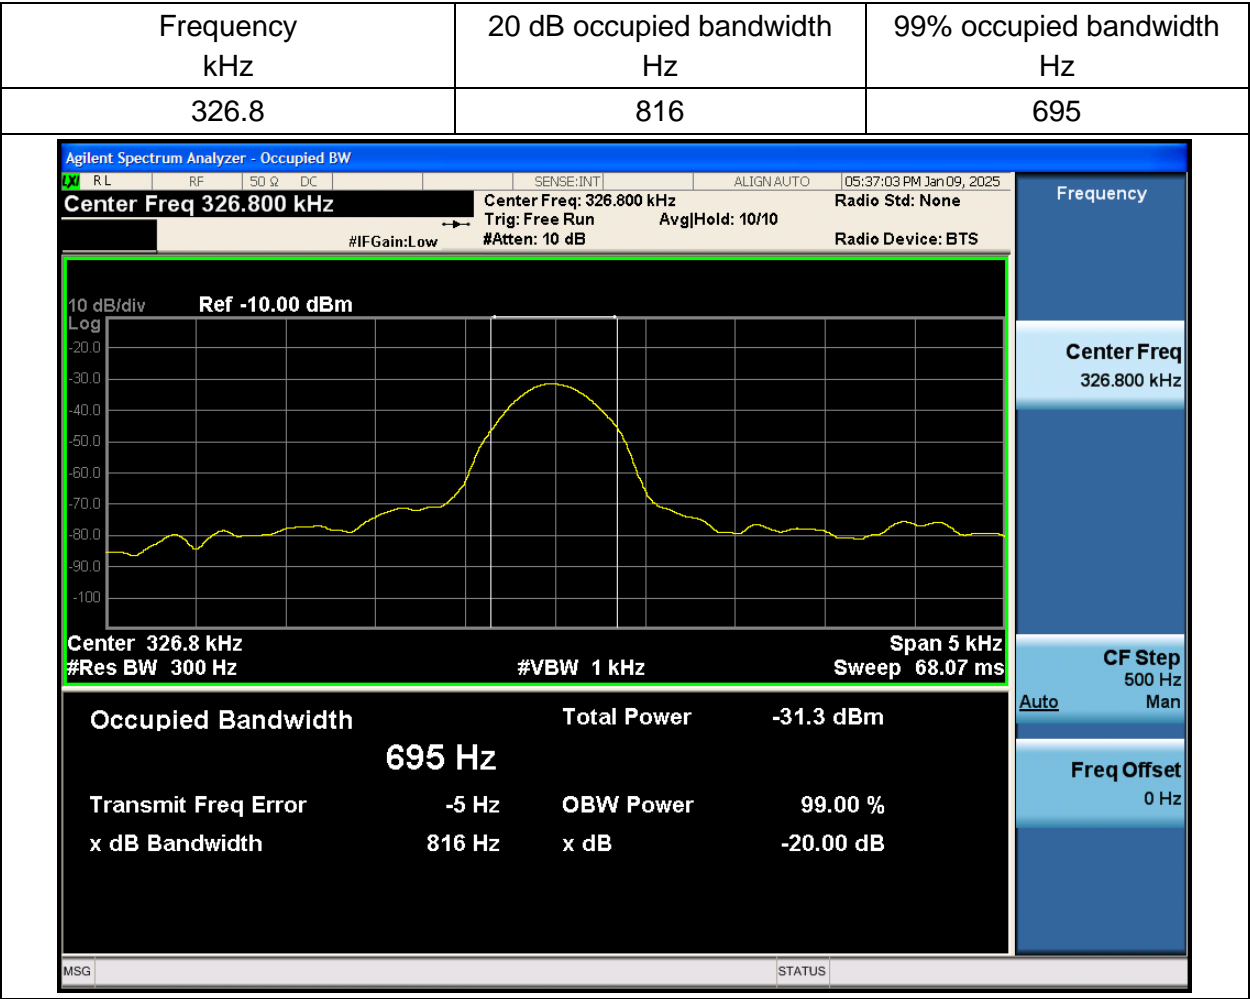 Frequency 20 dB occupied bandwidth 99% occupied bandwidth
kHz Hz Hz
326.8 816 695
Agilent Spectrum Analyzer - Occupied BW
LXI RL RF 50 Ω DC SENSE:INT ALIGN AUTO 05:37:03 PM Jan 09, 2025
Frequency
Center Freq 326.800 kHz
Center Freq: 326.800 kHz Radio Std: None
Trig: Free Run Avg|Hold: 10/10
#IFGain:Low #Atten: 10 dB Radio Device: BTS
10 dB/div Ref -10.00 dBm
Log
-20.0
-30.0
-40.0
-50.0
-60.0
-70.0
-80.0
-90.0
-100
Center 326.8 kHz Span 5 kHz
#Res BW 300 Hz #VBW 1 kHz Sweep 68.07 ms
Occupied Bandwidth Total Power -31.3 dBm
695 Hz
Transmit Freq Error -5 Hz OBW Power 99.00 %
x dB Bandwidth 816 Hz x dB -20.00 dB
Center Freq
326.800 kHz
CF Step
500 Hz
Auto Man
Freq Offset
0 Hz
MSG STATUS